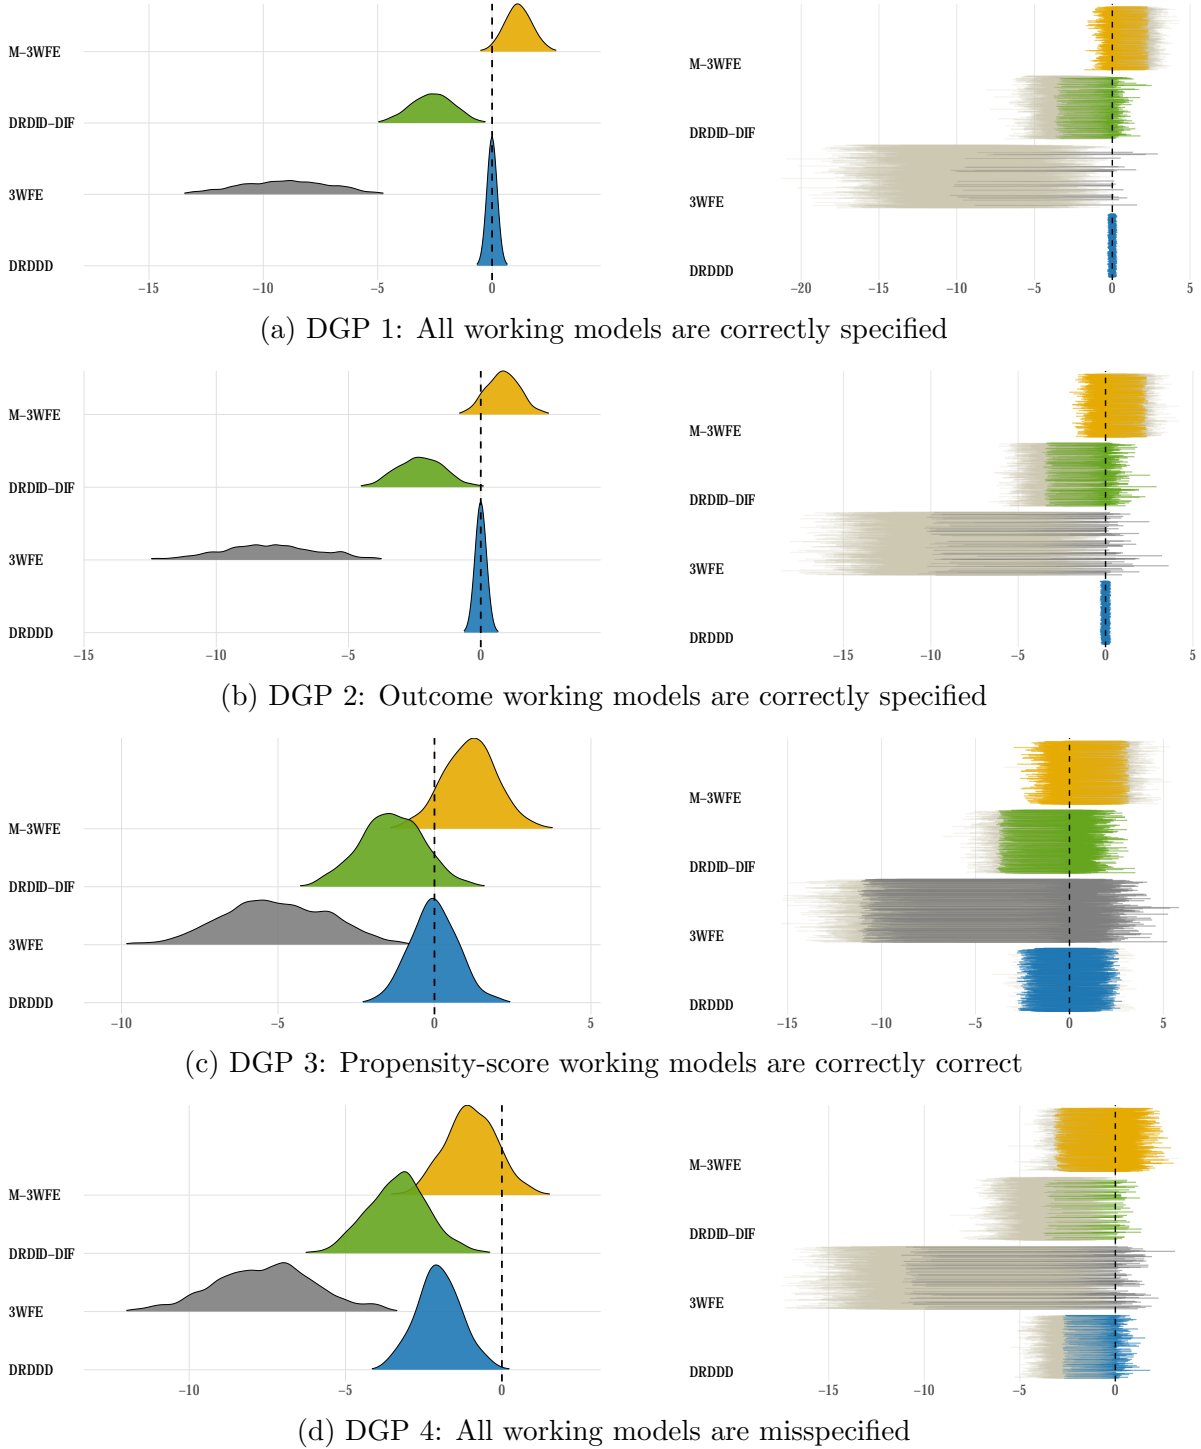 M–3WFE
DRDID–DIF
3WFE
DRDDD
−15 −10 −5 0
M–3WFE
DRDID–DIF
3WFE
DRDDD
−20 −15 −10 −5 0 5
(a) DGP 1: All working models are correctly specified
M–3WFE
DRDID–DIF
3WFE
DRDDD
−15 −10 −5 0
M–3WFE
DRDID–DIF
3WFE
DRDDD
−15 −10 −5 0 5
(b) DGP 2: Outcome working models are correctly specified
M–3WFE
DRDID–DIF
3WFE
DRDDD
−10 −5 0 5
M–3WFE
DRDID–DIF
3WFE
DRDDD
−15 −10 −5 0 5
(c) DGP 3: Propensity-score working models are correctly correct
M–3WFE
DRDID–DIF
3WFE
DRDDD
−10 −5 0
M–3WFE
DRDID–DIF
3WFE
DRDDD
−15 −10 −5 0
(d) DGP 4: All working models are misspecified